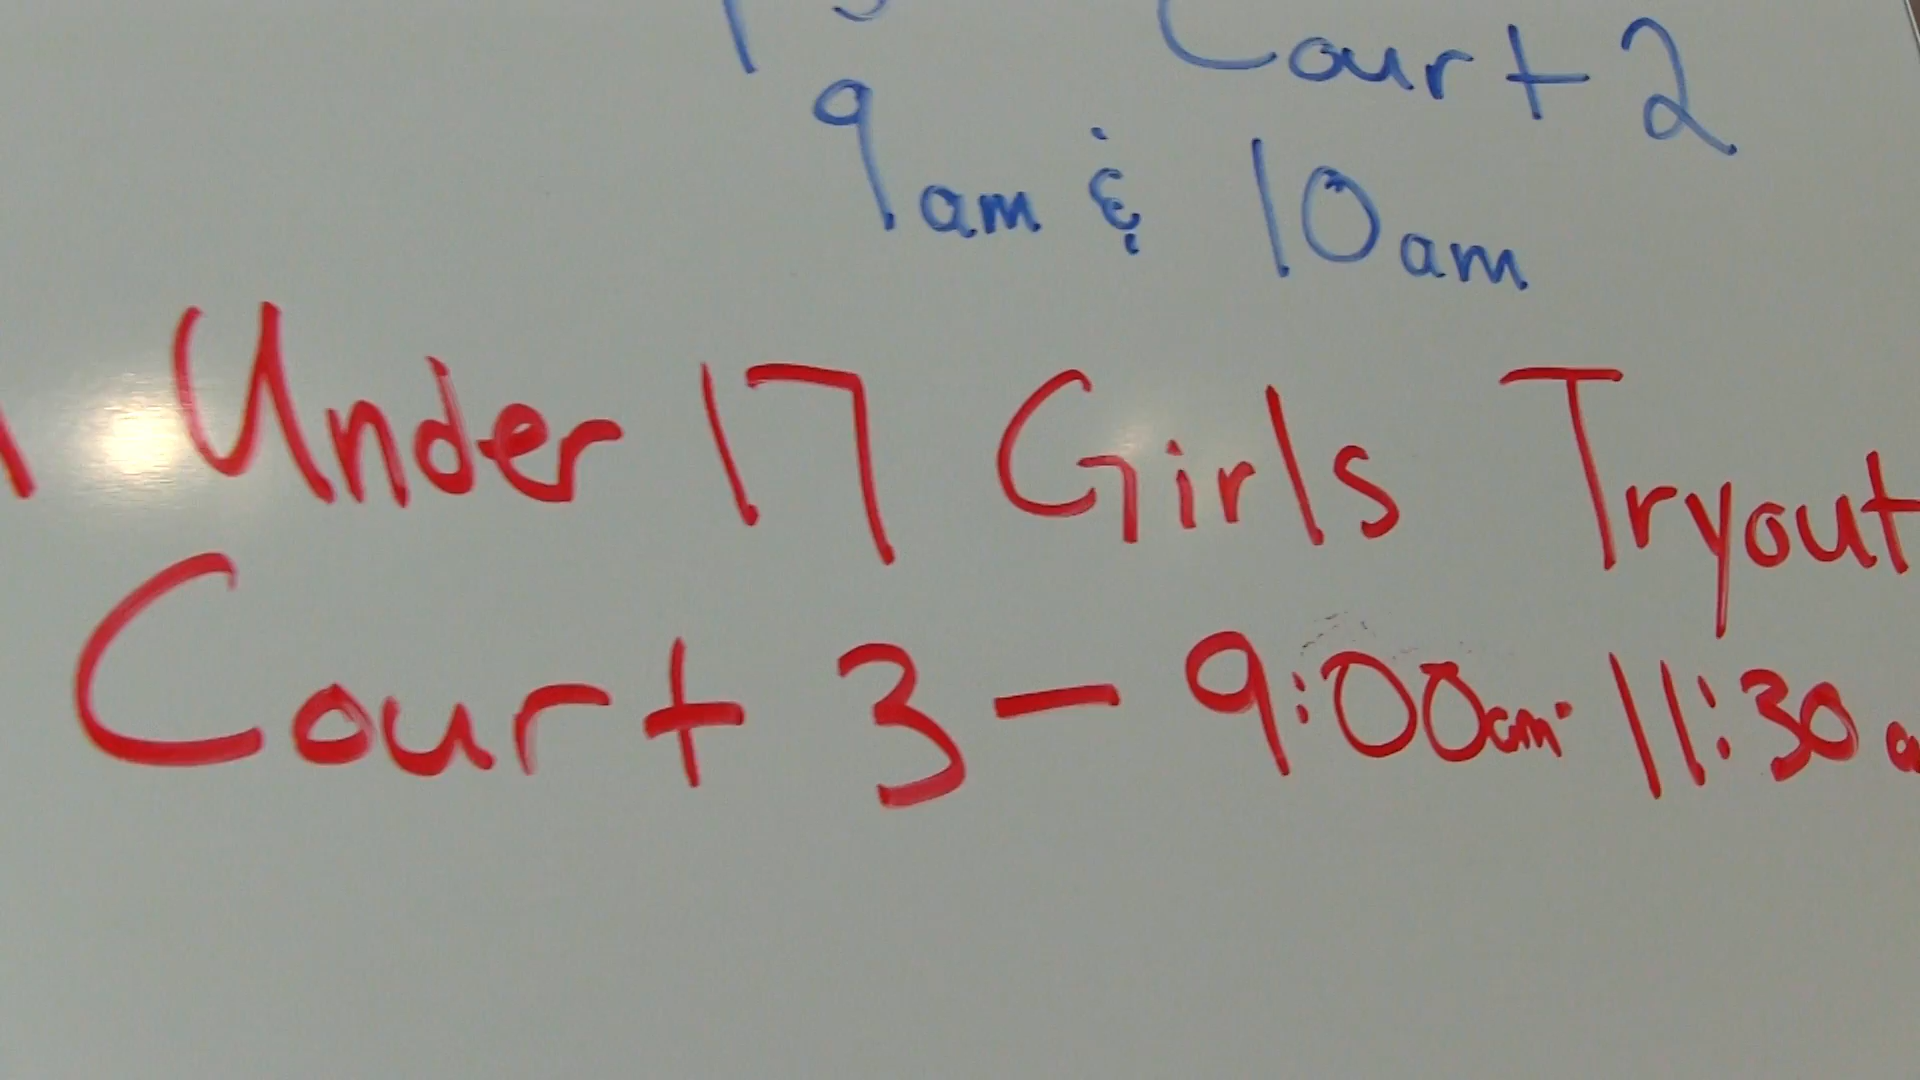 Court 2
9am & 10am
Under 17 Girls Tryout
Court 3 - 9:00am - 11:30